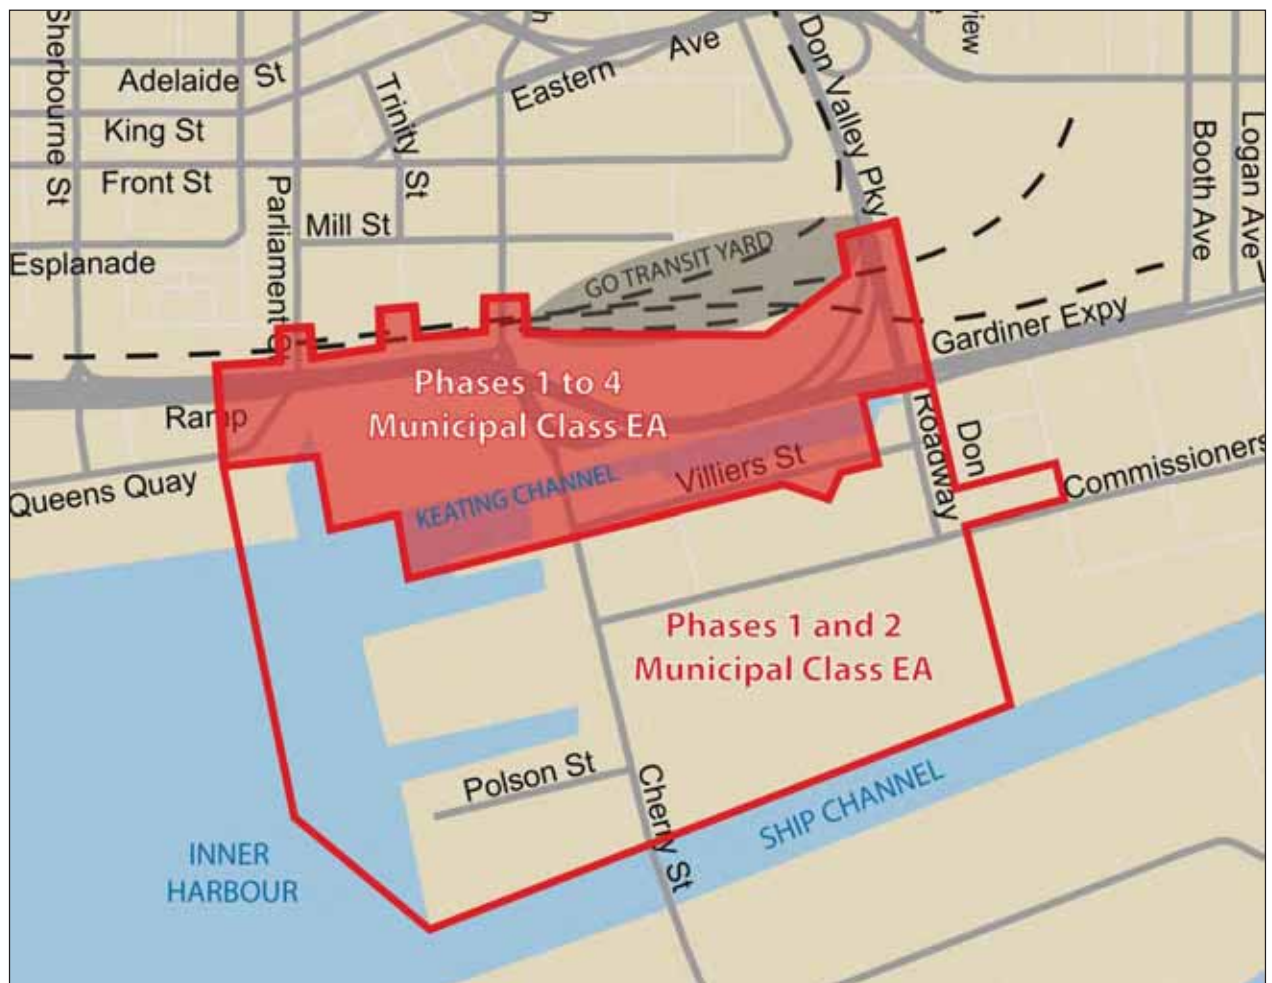 Sherbourne St
Adelaide St
King St
Front St
Esplanade
Parliament
Trinity St
Mill St
Eastern Ave
Don Valley Pky
Booth Ave
Logan Ave
GO TRANSIT YARD
Gardiner Expy
Phases 1 to 4
Municipal Class EA
Ramp
Queens Quay
KEATING CHANNEL
Villiers St
Don
Roadway
Commissioners
Phases 1 and 2
Municipal Class EA
Polson St
Cherry St
SHIP CHANNEL
INNER
HARBOUR